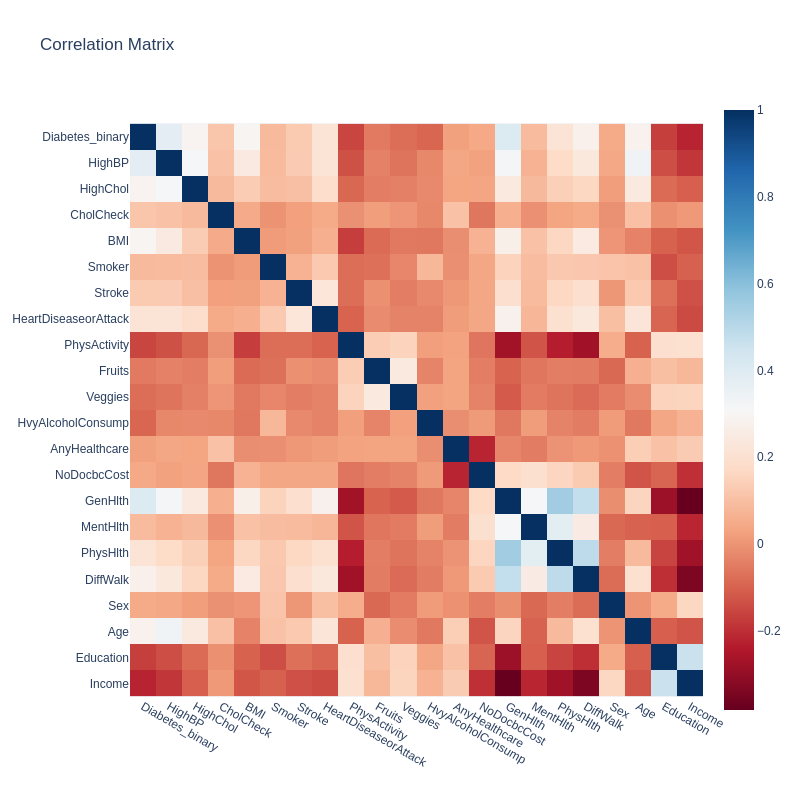 Correlation Matrix
Diabetes_binary
HighBP
HighChol
CholCheck
BMI
Smoker
Stroke
HeartDiseaseorAttack
PhysActivity
Fruits
Veggies
HvyAlcoholConsump
AnyHealthcare
NoDocbcCost
GenHlth
MentHlth
PhysHlth
DiffWalk
Sex
Age
Education
Income
Diabetes_binary
HighBP
HighChol
CholCheck
BMI
Smoker
Stroke
HeartDiseaseorAttack
PhysActivity
Fruits
Veggies
HvyAlcoholConsump
AnyHealthcare
NoDocbcCost
GenHlth
MentHlth
PhysHlth
DiffWalk
Sex
Age
Education
Income
1
0.8
0.6
0.4
0.2
0
−0.2